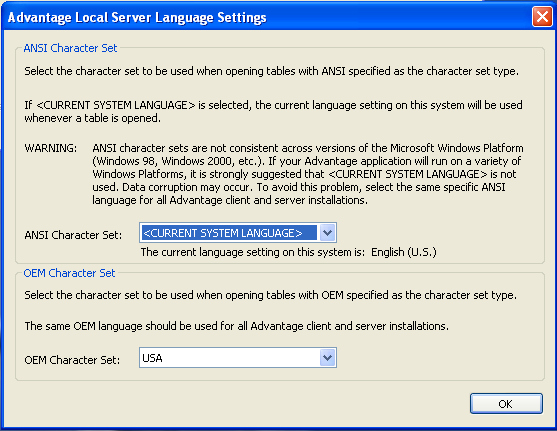 Advantage Local Server Language Settings
ANSI Character Set
Select the character set to be used when opening tables with ANSI specified as the character set type.
If <CURRENT SYSTEM LANGUAGE> is selected, the current language setting on this system will be used
whenever a table is opened.
WARNING: ANSI character sets are not consistent across versions of the Microsoft Windows Platform
(Windows 98, Windows 2000, etc.). If your Advantage application will run on a variety of
Windows Platforms, it is strongly suggested that <CURRENT SYSTEM LANGUAGE> is not
used. Data corruption may occur. To avoid this problem, select the same specific ANSI
language for all Advantage client and server installations.
ANSI Character Set: <CURRENT SYSTEM LANGUAGE>
The current language setting on this system is: English (U.S.)
OEM Character Set
Select the character set to be used when opening tables with OEM specified as the character set type.
The same OEM language should be used for all Advantage client and server installations.
OEM Character Set: USA
OK